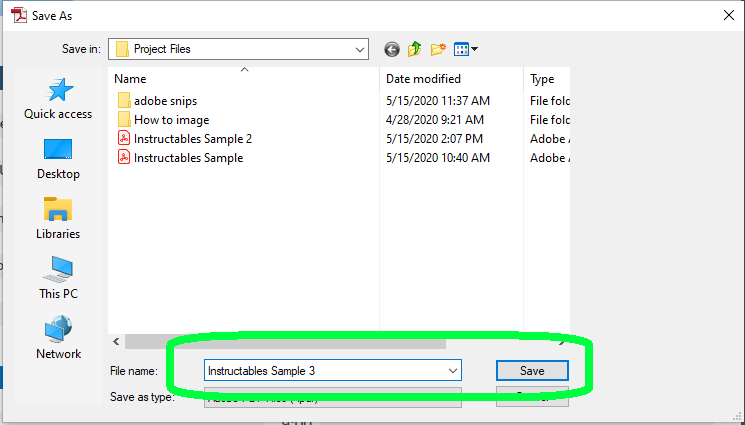 Save As
Save in: Project Files
Name Date modified Type
Quick access
Desktop
Libraries
This PC
Network
adobe snips 5/15/2020 11:37 AM File fold
How to image 4/28/2020 9:21 AM File fold
Instructables Sample 2 5/15/2020 2:07 PM Adobe A
Instructables Sample 5/15/2020 10:40 AM Adobe A
File name: Instructables Sample 3 Save
Save as type: